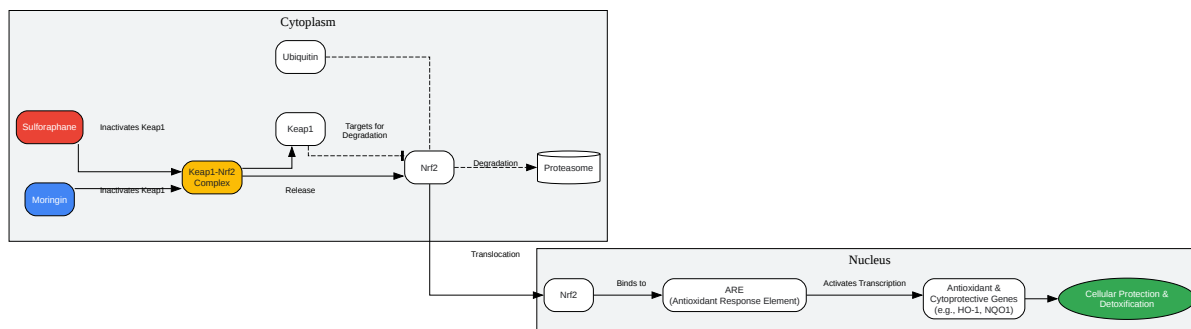 Cytoplasm
Ubiquitin
Sulforaphane
Inactivates Keap1
Keap1
Targets for
Degradation
Keap1-Nrf2
Complex
Nrf2
Degradation
Proteasome
Moringin
Inactivates Keap1
Release
Translocation
Nucleus
Nrf2
Binds to
ARE
(Antioxidant Response Element)
Activates Transcription
Antioxidant &
Cytoprotective Genes
(e.g., HO-1, NQO1)
Cellular Protection &
Detoxification